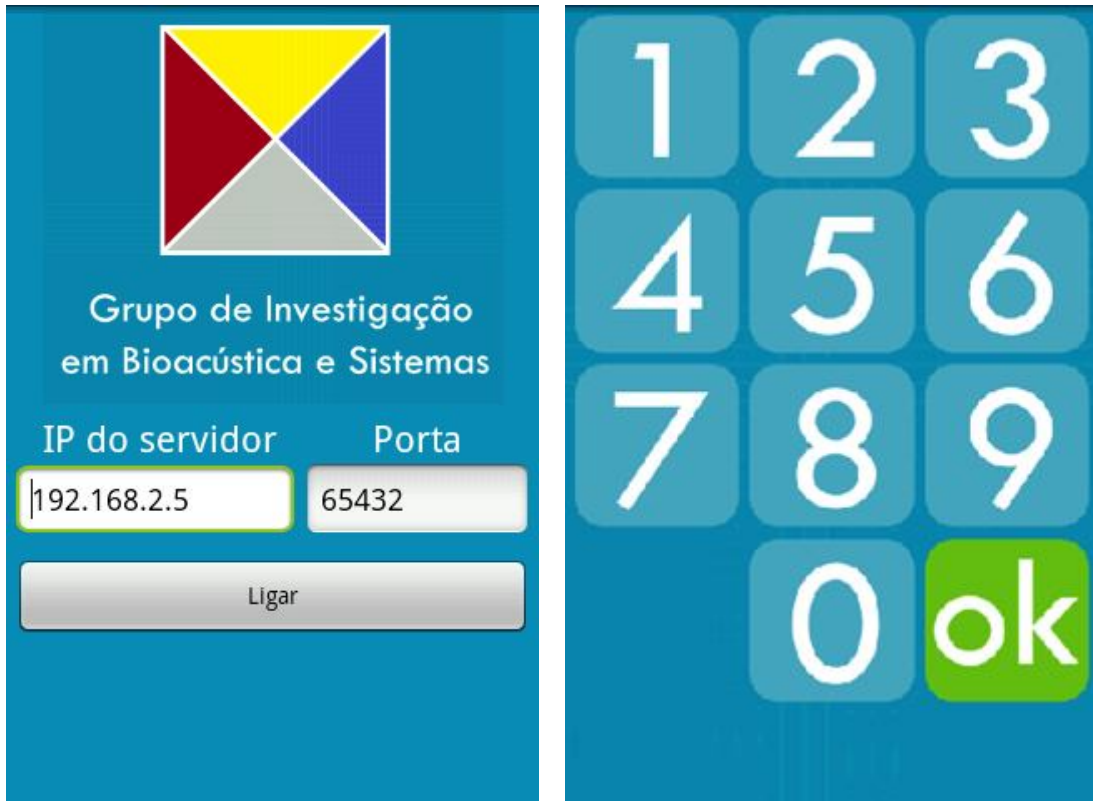 Grupo de Investigação
em Bioacústica e Sistemas
IP do servidor Porta
192.168.2.5 65432
Ligar
1 2 3
4 5 6
7 8 9
0 ok